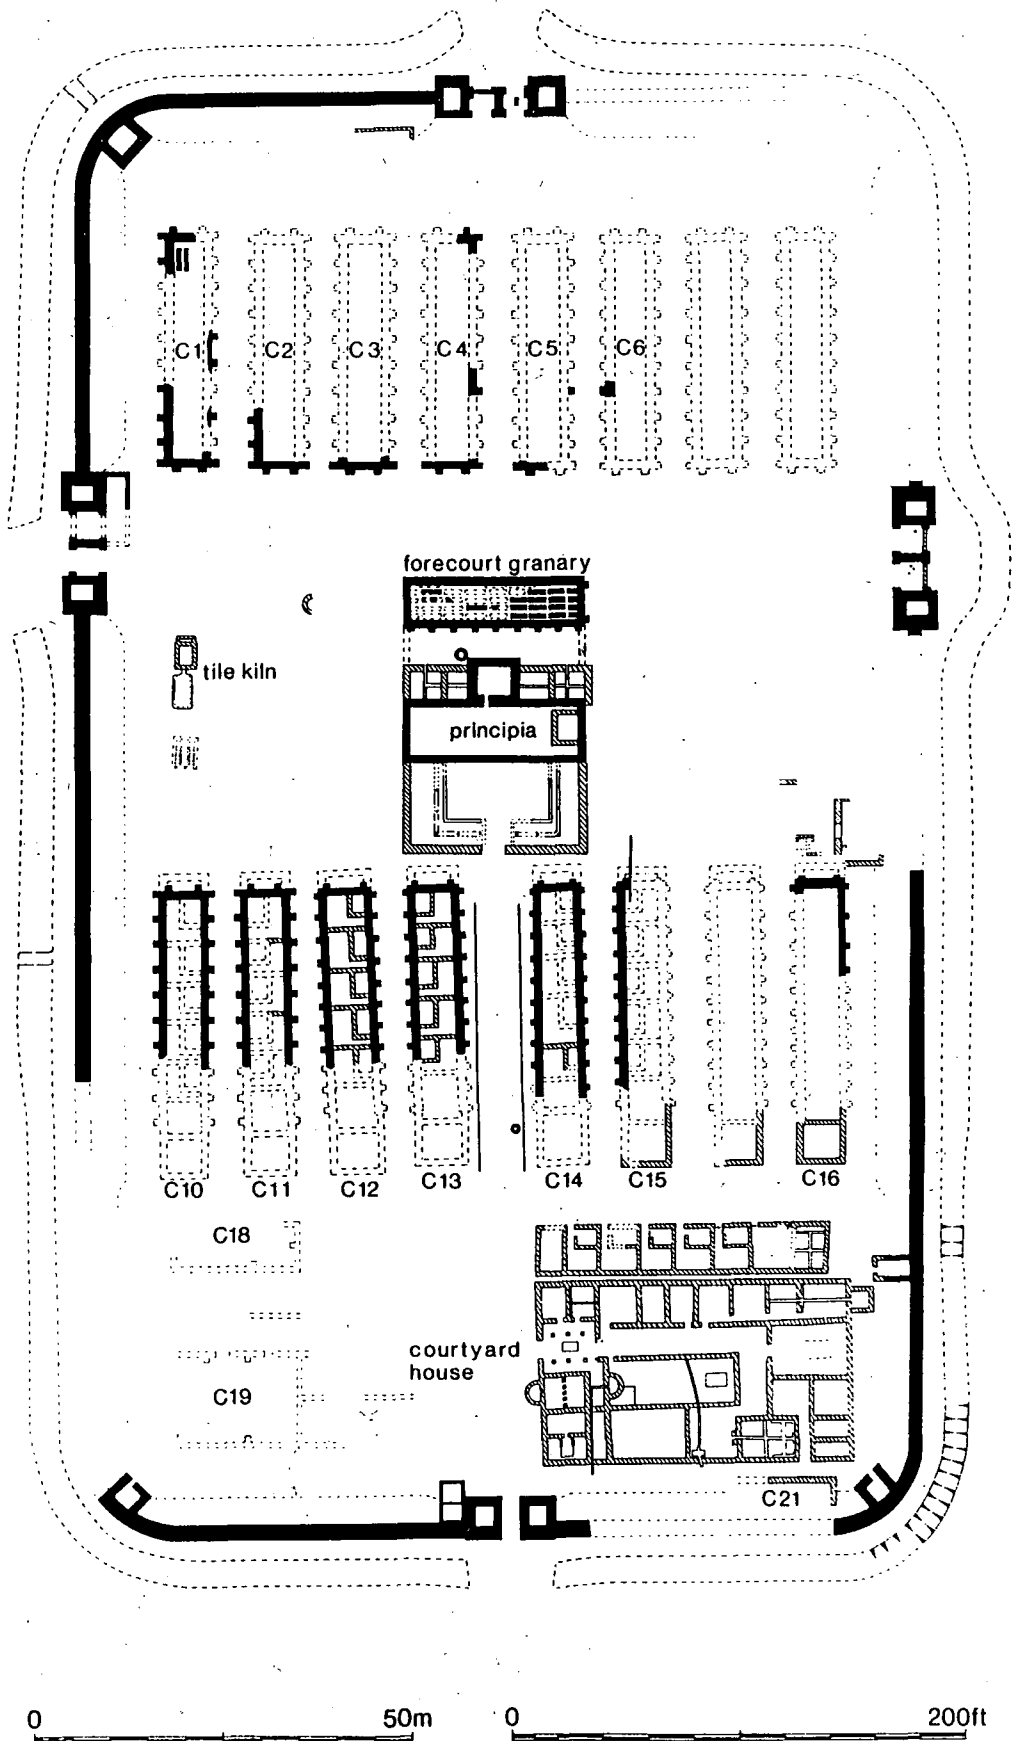 C1 C2 C3 C4 C5 C6
forecourt granary
tile kiln
principia
C10 C11 C12 C13 C14 C15 C16
C18
courtyard
house
C19
C21
0 50m 0 200ft